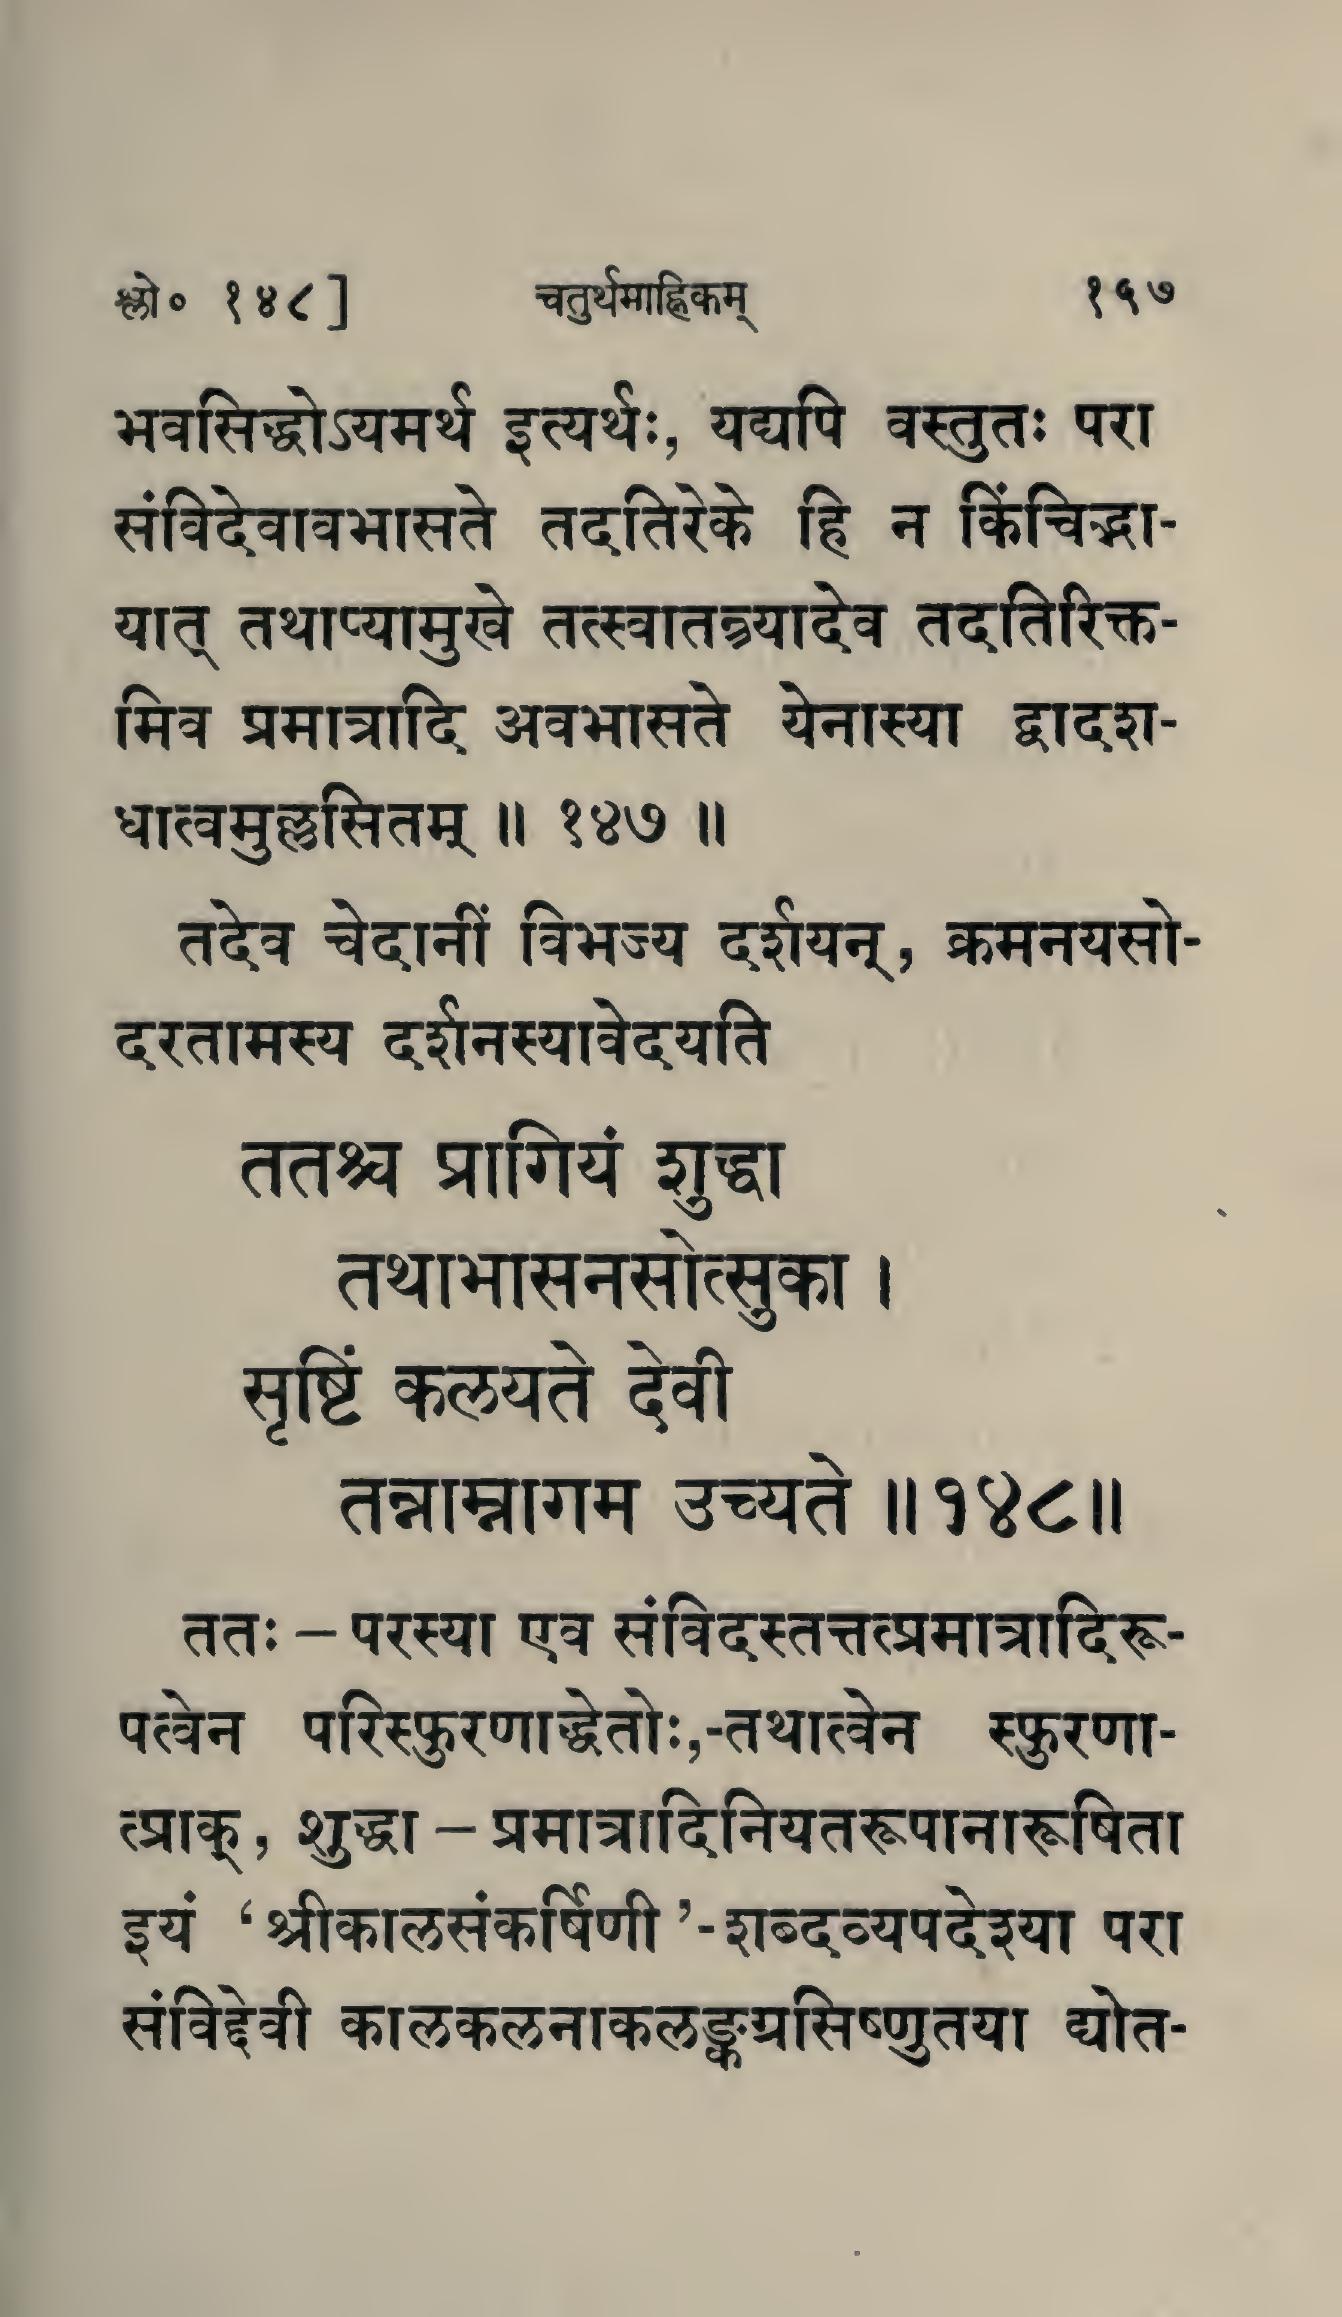 श्लो० १४८]	चतुर्थमाह्निकम्	१५७
भवसिद्धोऽयमर्थ इत्यर्थः, यद्यपि वस्तुतः परा
संविदेवावभासते तदतिरेके हि न किंचिद्भा-
यात् तथाप्यामुखे तत्स्वातन्त्र्यादेव तदतिरिक्त-
मिव प्रमात्रादि अवभासते येनास्या द्वादश-
धात्वमुल्लसितम् ॥ १४७ ॥
तदेव चेदानीं विभज्य दर्शयन्, क्रमनयसो-
दरतामस्य दर्शनस्यावेदयति
ततश्च प्रागियं शुद्धा
तथाभासनसोत्सुका ।
सृष्टिं कलयते देवी
तन्नाम्नागम उच्यते ॥१४८॥
ततः – परस्या एव संविदस्तत्तत्प्रमात्रादिरू-
पत्वेन परिस्फुरणाद्धेतोः,-तथात्वेन स्फुरणा-
त्प्राक्, शुद्धा – प्रमात्रादिनियतरूपानारूषिता
इयं ‘श्रीकालसंकर्षिणी’-शब्दव्यपदेश्या परा
संविद्देवी कालकलनाकलङ्कग्रसिष्णुतया द्योत-